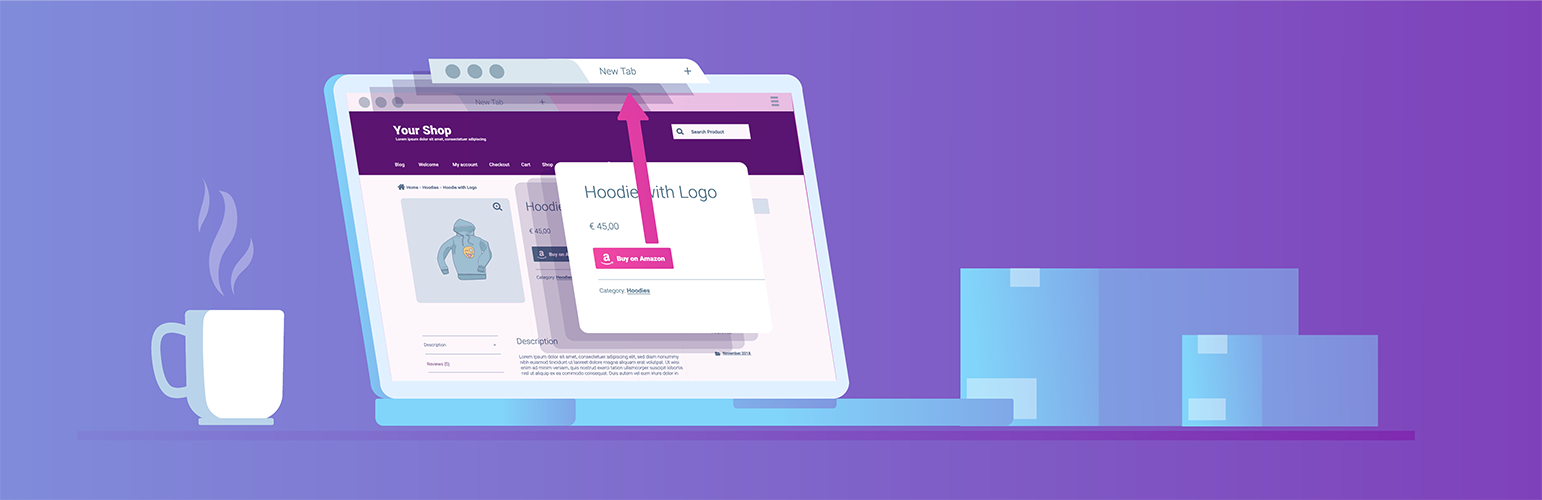 New Tab +
New Tab +
Your Shop
Lorem ipsum dolor sit amet, consectetuer adipiscing
Search Product
Blog Welcome My account Checkout Cart Shop
Home › Hoodies › Hoodie with Logo
Hoodie with Logo
€ 45,00
a Buy on Amazon
Category: Hoodies
Hoodie
€ 45,00
a Buy on A
Category: Hoodies
Description
Reviews (5)
Description
Lorem ipsum dolor sit amet, consectetuer adipiscing elit, sed diam nonummy
nibh euismod tincidunt ut laoreet dolore magna aliquam erat volutpat. Ut
wisi enim ad minim veniam, quis nostrud exerci tation ullamcorper suscipit lobortis
nisl ut aliquip ex ea commodo consequat. Duis autem vel eum iriure dolor in
November 2018